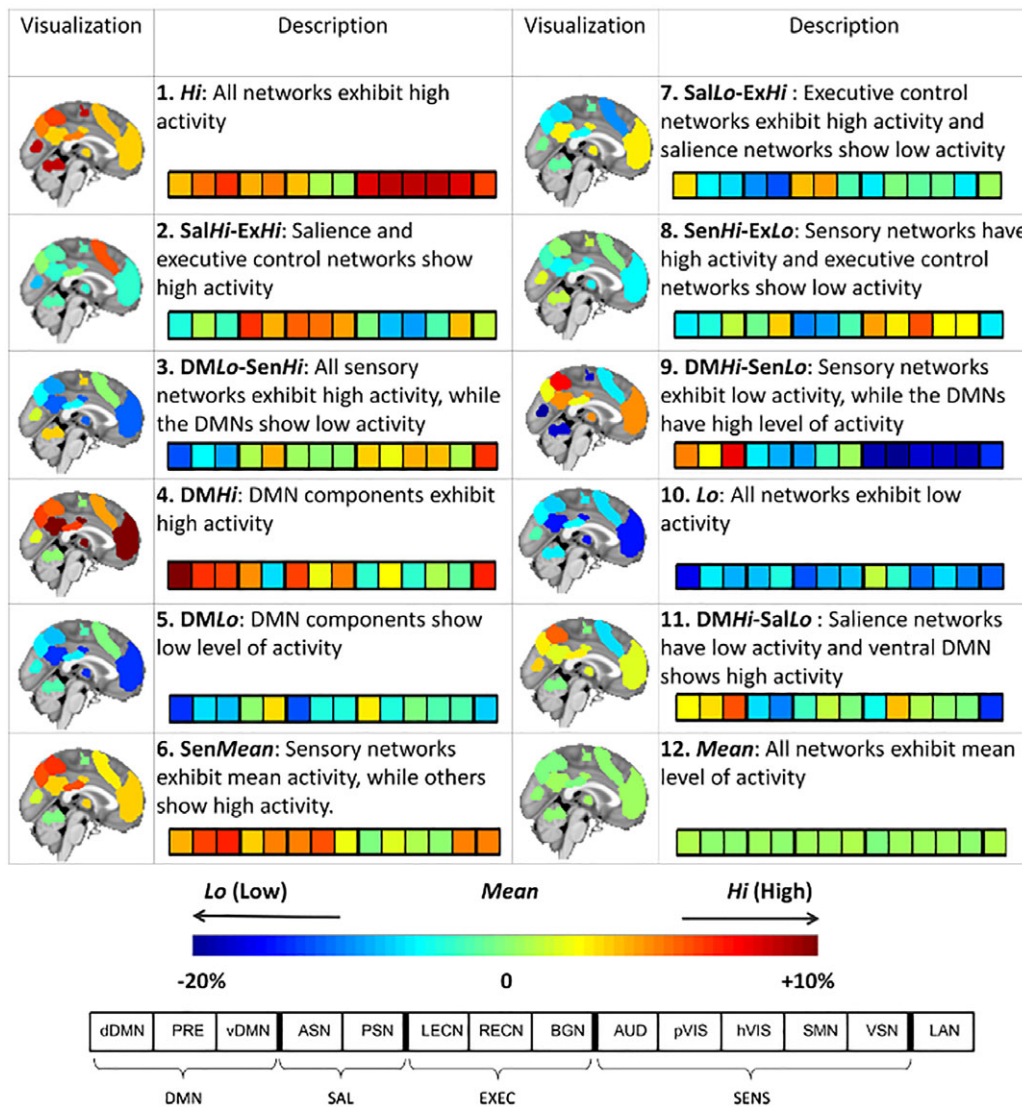 Visualization
Description
Visualization
Description
1. Hi: All networks exhibit high
activity
7. SalLo-ExHi : Executive control
networks exhibit high activity and
salience networks show low activity
2. SalHi-ExHi: Salience and
executive control networks show
high activity
8. SenHi-ExLo: Sensory networks have
high activity and executive control
networks show low activity
3. DMLo-SenHi: All sensory
networks exhibit high activity, while
the DMNs show low activity
9. DMHi-SenLo: Sensory networks
exhibit low activity, while the DMNs
have high level of activity
4. DMHi: DMN components exhibit
high activity
10. Lo: All networks exhibit low
activity
5. DMLo: DMN components show
low level of activity
11. DMHi-SalLo : Salience networks
have low activity and ventral DMN
shows high activity
6. SenMean: Sensory networks
exhibit mean activity, while others
show high activity.
12. Mean: All networks exhibit mean
level of activity
Lo (Low)
Mean
Hi (High)
-20%
0
+10%
dDMN PRE vDMN ASN PSN LECN RECN BGN AUD pVIS hVIS SMN VSN LAN
DMN SAL EXEC SENS